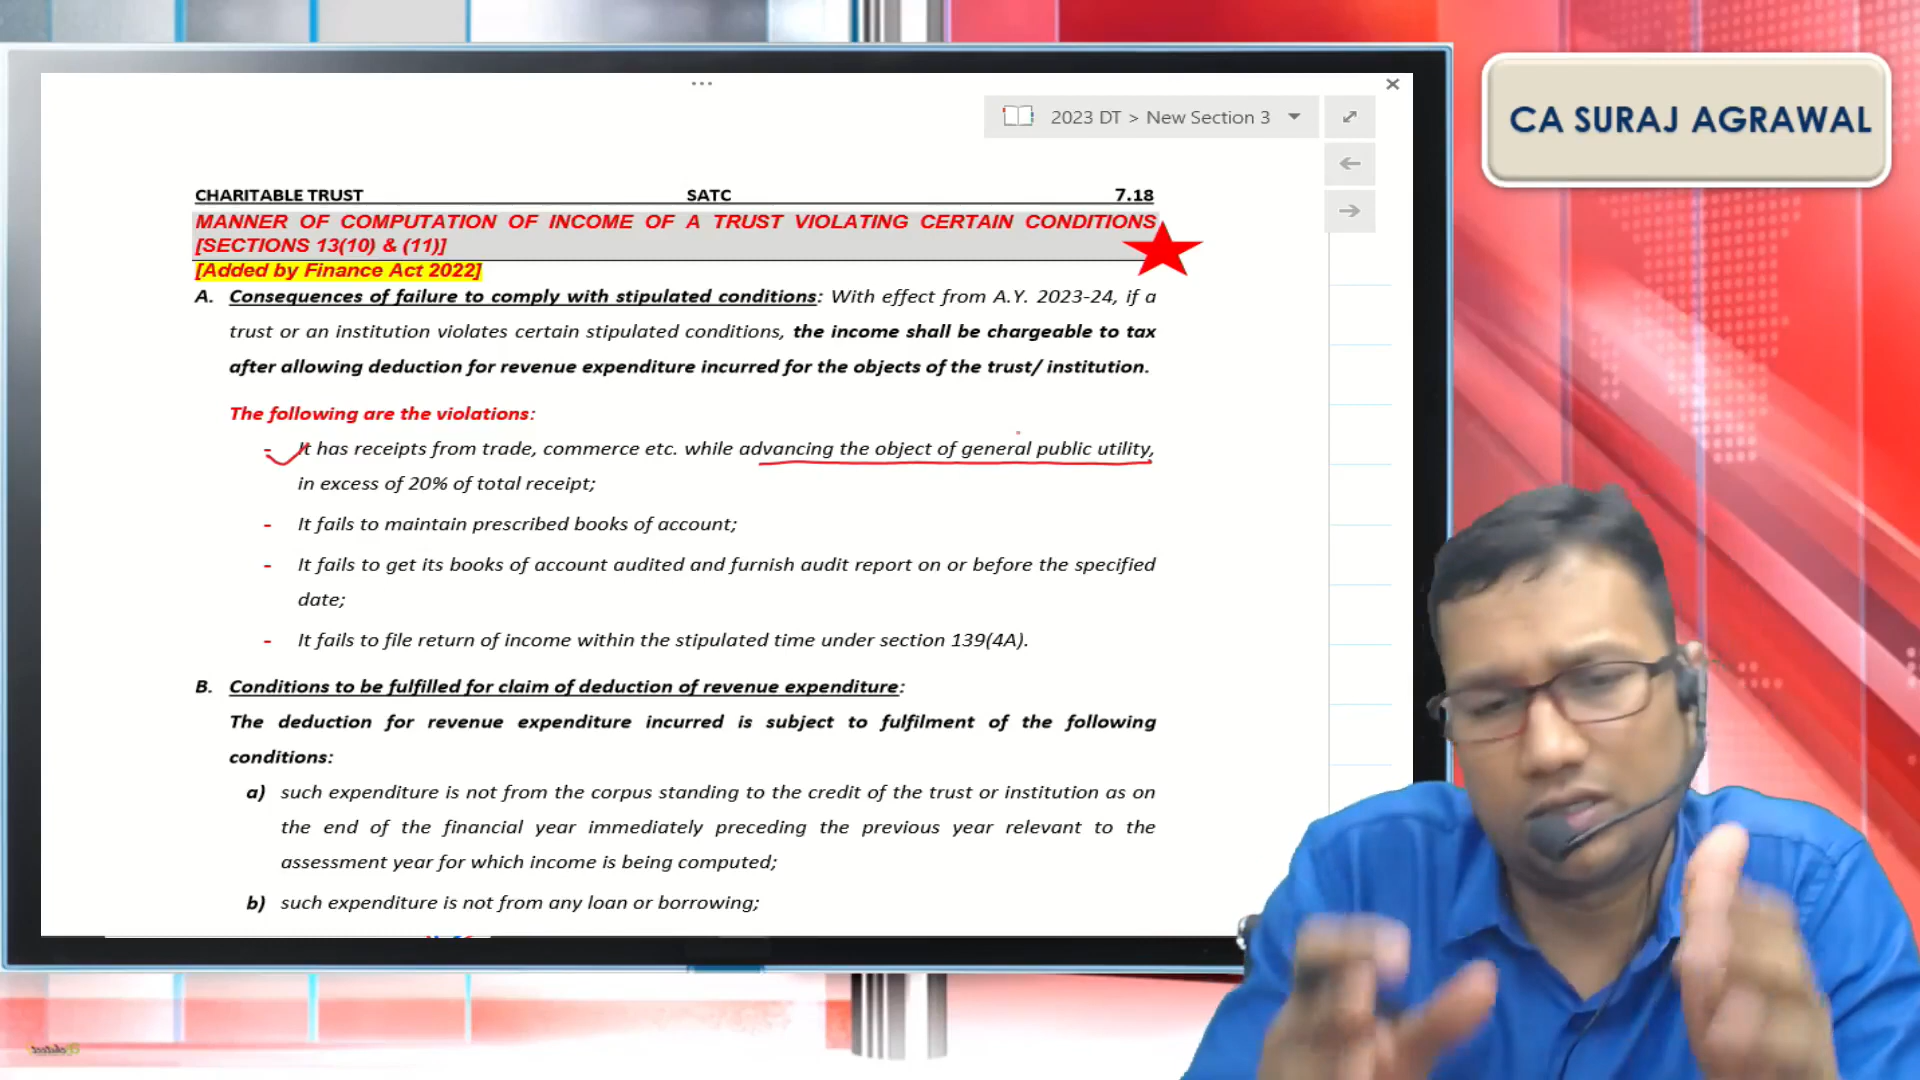 CA SURAJ AGRAWAL
2023 DT > New Section 3
CHARITABLE TRUST SATC 7.18
MANNER OF COMPUTATION OF INCOME OF A TRUST VIOLATING CERTAIN CONDITIONS
[SECTIONS 13(10) & (11)]
[Added by Finance Act 2022]
A. Consequences of failure to comply with stipulated conditions: With effect from A.Y. 2023-24, if a
trust or an institution violates certain stipulated conditions, the income shall be chargeable to tax
after allowing deduction for revenue expenditure incurred for the objects of the trust/ institution.
The following are the violations:
- It has receipts from trade, commerce etc. while advancing the object of general public utility,
in excess of 20% of total receipt;
- It fails to maintain prescribed books of account;
- It fails to get its books of account audited and furnish audit report on or before the specified
date;
- It fails to file return of income within the stipulated time under section 139(4A).
B. Conditions to be fulfilled for claim of deduction of revenue expenditure:
The deduction for revenue expenditure incurred is subject to fulfilment of the following
conditions:
a) such expenditure is not from the corpus standing to the credit of the trust or institution as on
the end of the financial year immediately preceding the previous year relevant to the
assessment year for which income is being computed;
b) such expenditure is not from any loan or borrowing;